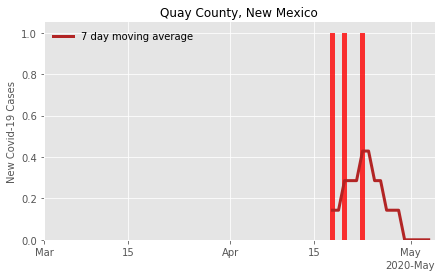 Quay County, New Mexico
7 day moving average
New Covid-19 Cases
1.0
0.8
0.6
0.4
0.2
0.0
Mar 15 Apr 15 May
2020-May